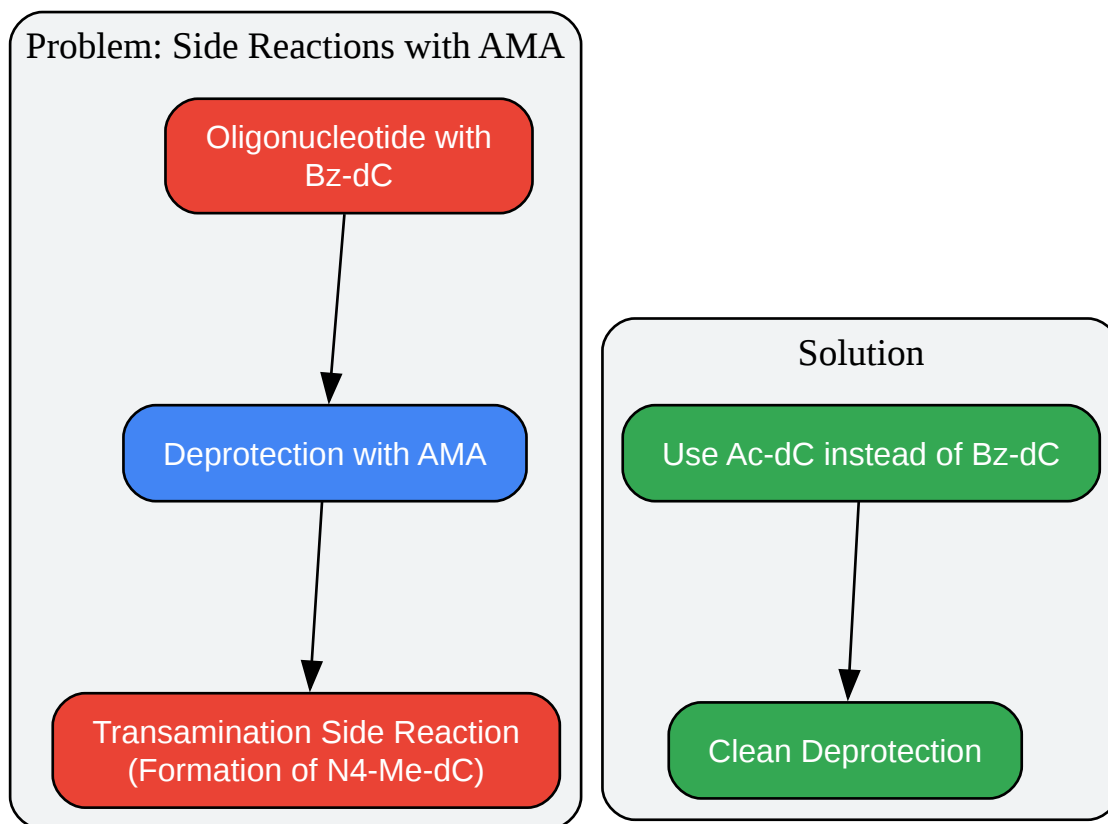 Problem: Side Reactions with AMA
Oligonucleotide with
Bz-dC
Deprotection with AMA
Transamination Side Reaction
(Formation of N4-Me-dC)
Solution
Use Ac-dC instead of Bz-dC
Clean Deprotection